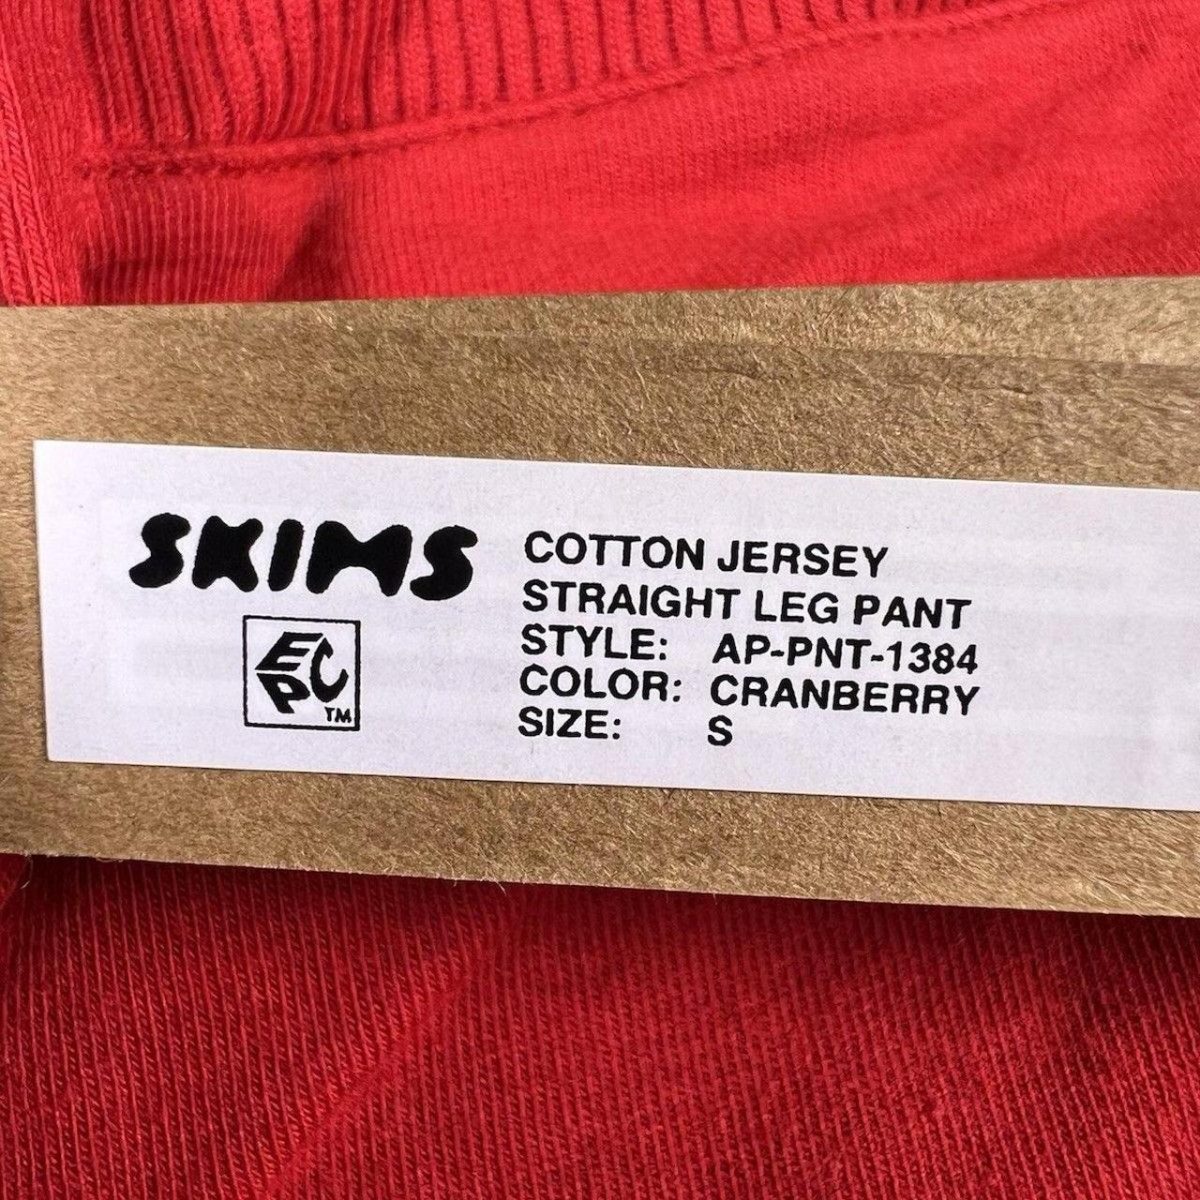 SKIMS
COTTON JERSEY
STRAIGHT LEG PANT
STYLE: AP-PNT-1384
COLOR: CRANBERRY
SIZE: S
EPC
TM